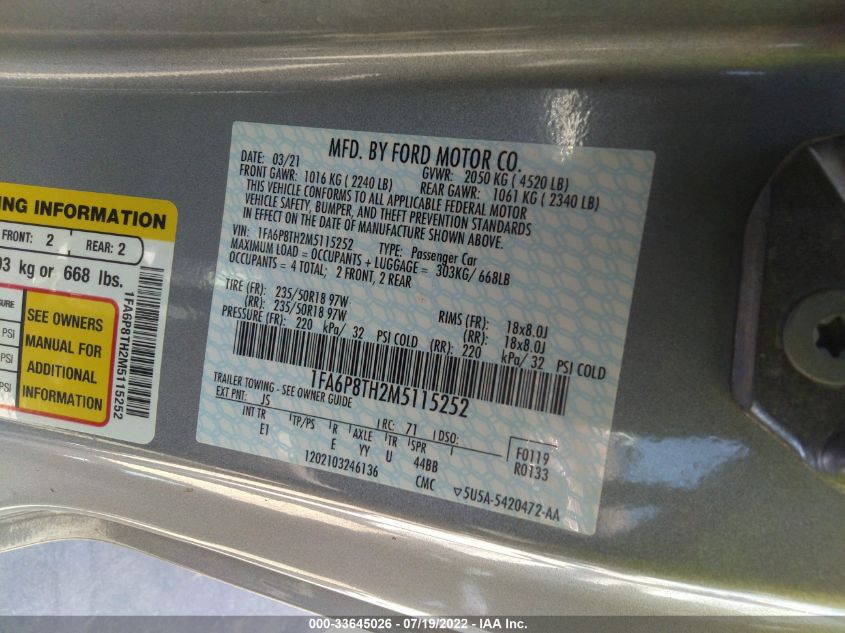 NG INFORMATION
FRONT: 2 REAR: 2
03 kg or 668 lbs.
SURE
PSI
PSI
PSI
SEE OWNERS
MANUAL FOR
ADDITIONAL
INFORMATION
1FA6P8TH2M5115252
MFD. BY FORD MOTOR CO.
DATE: 03/21 GVWR: 2050 KG ( 4520 LB)
FRONT GAWR: 1016 KG ( 2240 LB) REAR GAWR: 1061 KG ( 2340 LB)
THIS VEHICLE CONFORMS TO ALL APPLICABLE FEDERAL MOTOR
VEHICLE SAFETY, BUMPER, AND THEFT PREVENTION STANDARDS
IN EFFECT ON THE DATE OF MANUFACTURE SHOWN ABOVE.
VIN: 1FA6P8TH2M5115252 TYPE: Passenger Car
MAXIMUM LOAD = OCCUPANTS + LUGGAGE = 303KG/ 668LB
OCCUPANTS = 4 TOTAL; 2 FRONT, 2 REAR
TIRE (FR): 235/50R18 97W RIMS (FR): 18x8.0J
(RR): 235/50R18 97W (RR): 18x8.0J
PRESSURE (FR): 220 kPa/ 32 PSI COLD (RR): 220 kPa/ 32 PSI COLD
1FA6P8TH2M5115252
TRAILER TOWING - SEE OWNER GUIDE
EXT PNT: JS RC: 71 DSO: F0119
INT TR TP/PS R AXLE TR SPR R0133
E1 E YY U 44BB
1202103246136 CMC ▽5U5A-5420472-AA
000-33645026 - 07/19/2022 - IAA Inc.